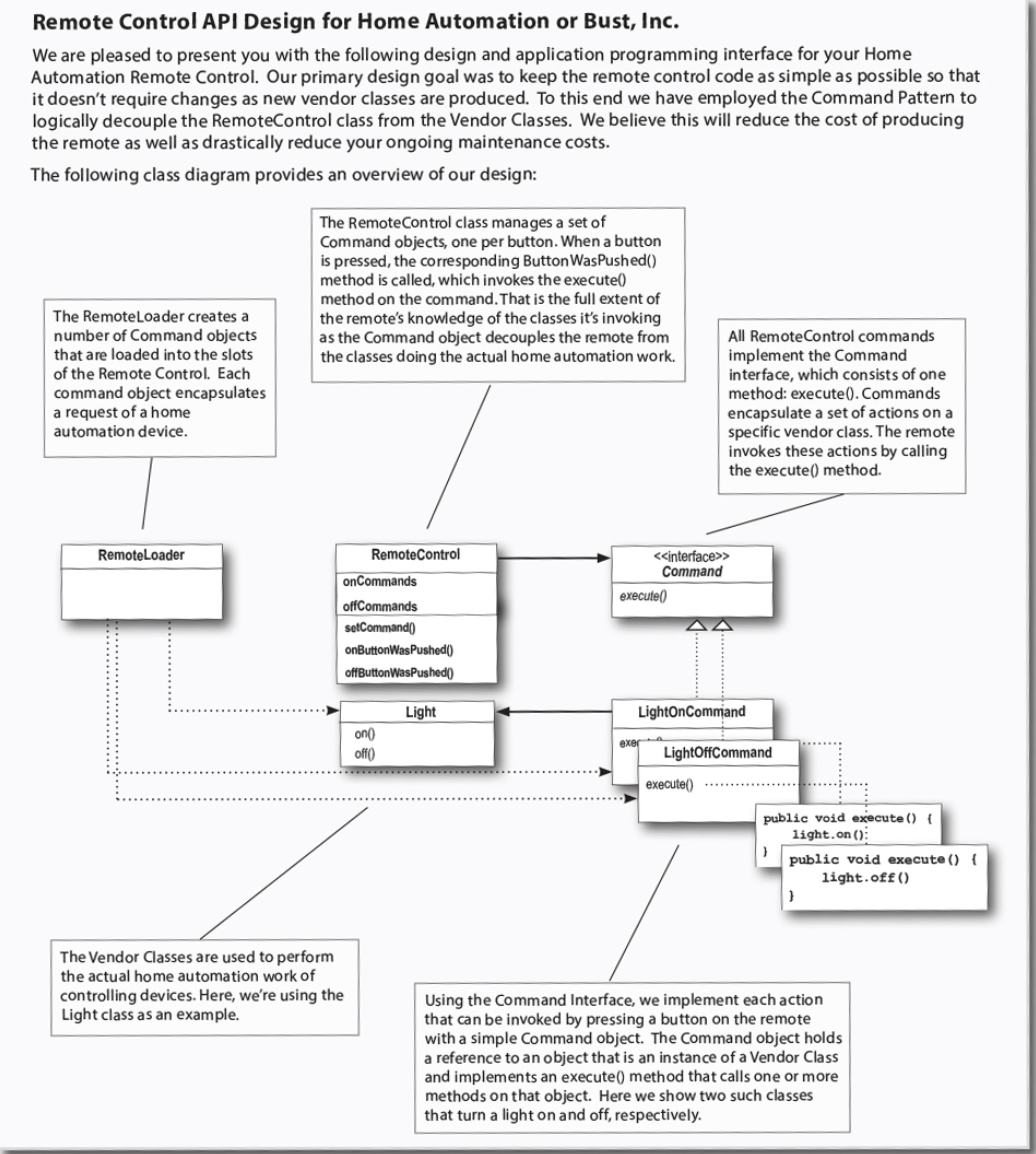 Remote Control API Design for Home Automation or Bust, Inc.
We are pleased to present you with the following design and application programming interface for your Home
Automation Remote Control. Our primary design goal was to keep the remote control code as simple as possible so that
it doesn't require changes as new vendor classes are produced. To this end we have employed the Command Pattern to
logically decouple the RemoteControl class from the Vendor Classes. We believe this will reduce the cost of producing
the remote as well as drastically reduce your ongoing maintenance costs.
The following class diagram provides an overview of our design:
The RemoteControl class manages a set of
Command objects, one per button. When a button
is pressed, the corresponding ButtonWasPushed()
method is called, which invokes the execute()
method on the command. That is the full extent of
the remote's knowledge of the classes it's invoking
as the Command object decouples the remote from
the classes doing the actual home automation work.
The RemoteLoader creates a
number of Command objects
that are loaded into the slots
of the Remote Control. Each
command object encapsulates
a request of a home
automation device.
All RemoteControl commands
implement the Command
interface, which consists of one
method: execute(). Commands
encapsulate a set of actions on a
specific vendor class. The remote
invokes these actions by calling
the execute() method.
RemoteLoader
RemoteControl
onCommands
offCommands
setCommand()
onButtonWasPushed()
offButtonWasPushed()
<<interface>>
Command
execute()
Light
on()
off()
LightOnCommand
LightOffCommand
execute()
public void execute() {
light.on();
}
public void execute() {
light.off()
}
The Vendor Classes are used to perform
the actual home automation work of
controlling devices. Here, we're using the
Light class as an example.
Using the Command Interface, we implement each action
that can be invoked by pressing a button on the remote
with a simple Command object. The Command object holds
a reference to an object that is an instance of a Vendor Class
and implements an execute() method that calls one or more
methods on that object. Here we show two such classes
that turn a light on and off, respectively.